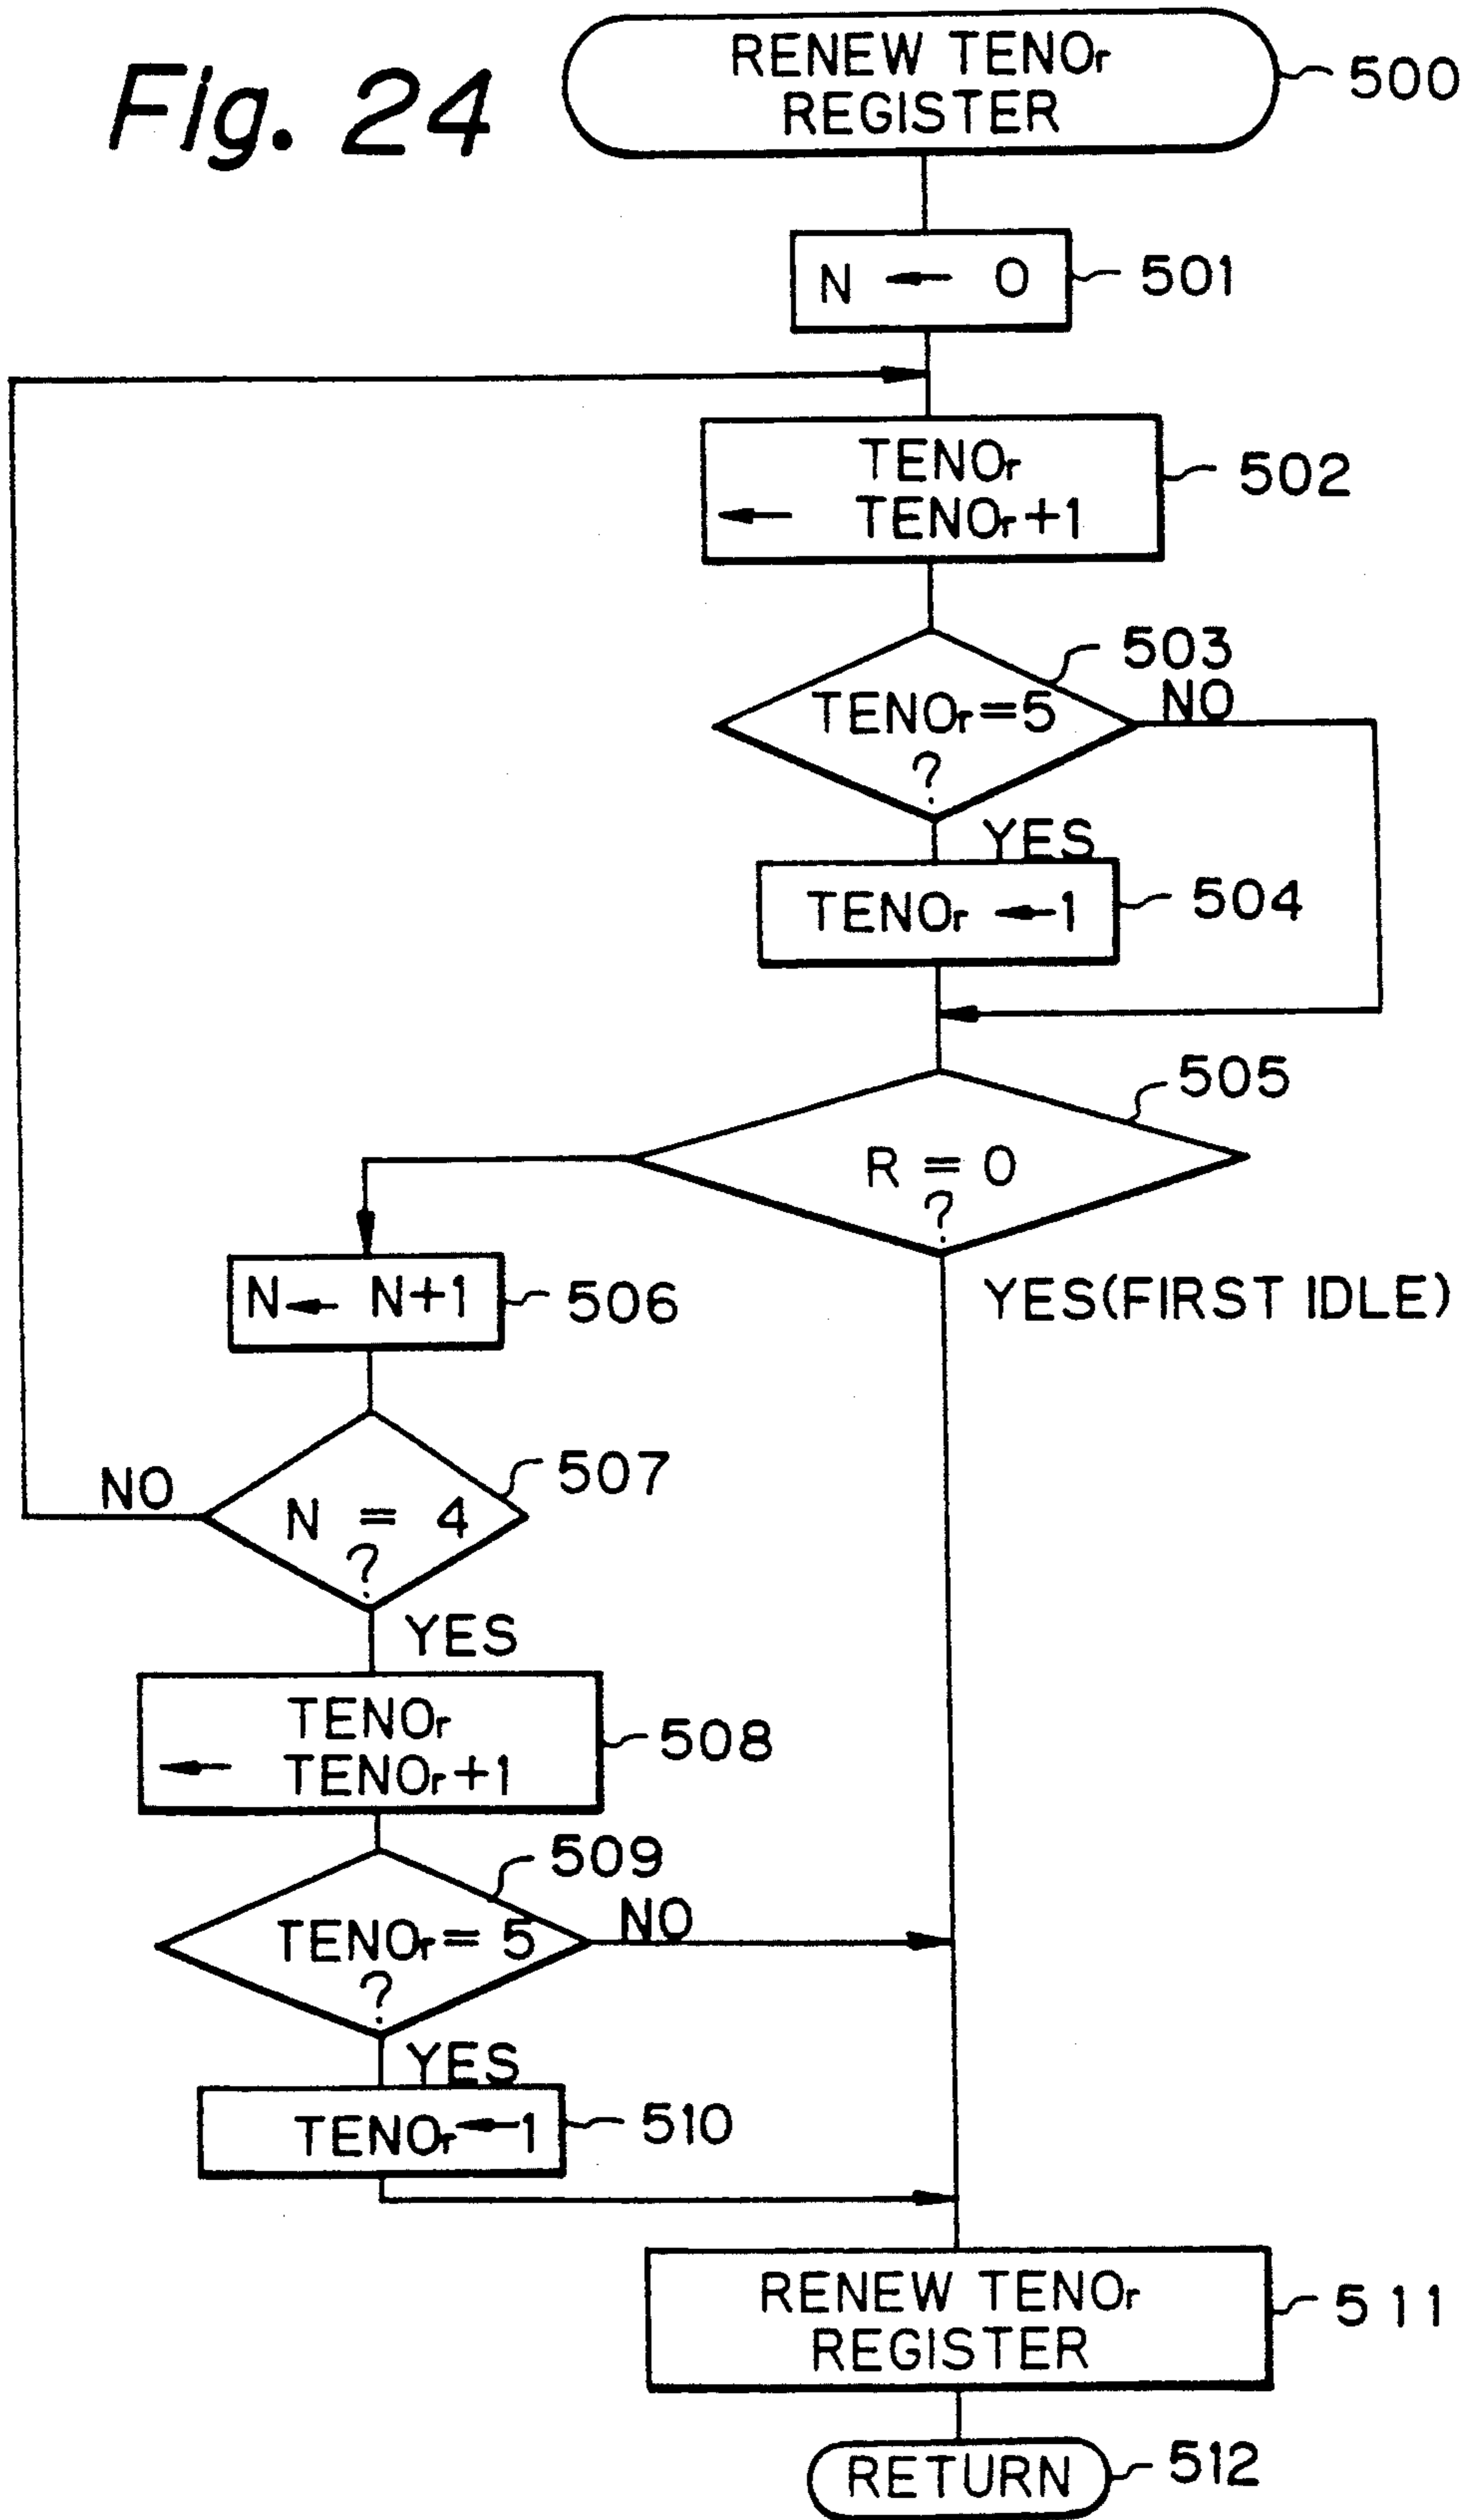 Fig. 24
RENEW TENOr
REGISTER
500
N ← 0
501
TENOr
← TENOr+1
502
503
TENOr=5
?
NO
YES
TENOr ← 1
504
505
R = 0
?
YES(FIRST IDLE)
N ← N+1
506
507
N = 4
?
NO
YES
TENOr
← TENOr+1
508
509
TENOr= 5
?
NO
YES
TENOr ← 1
510
RENEW TENOr
REGISTER
511
RETURN
512